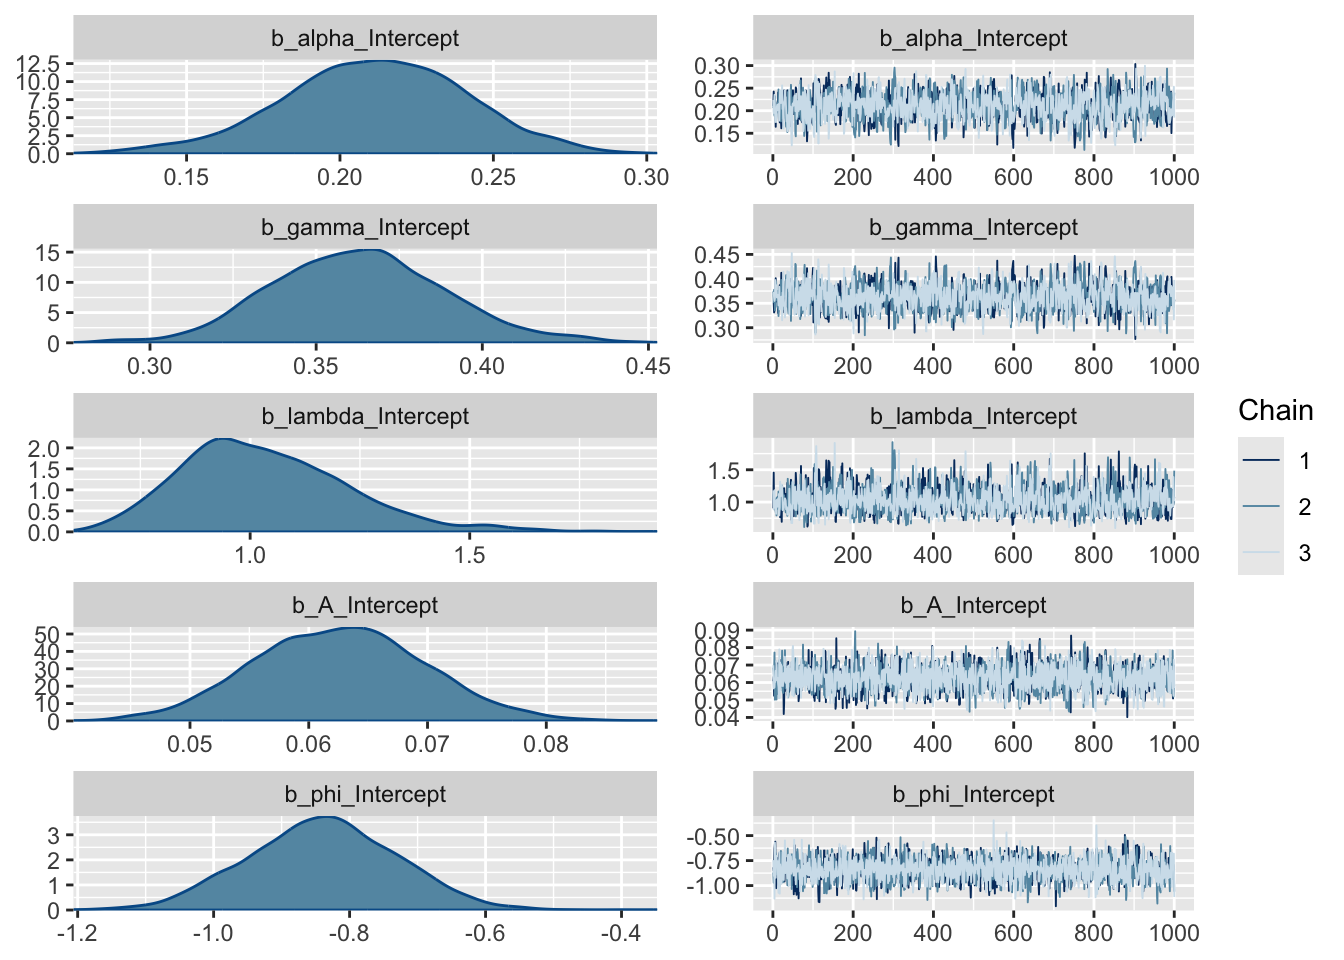 b_alpha_Intercept
12.5
10.0
7.5
5.0
2.5
0.0
0.15 0.20 0.25 0.30
b_alpha_Intercept
0.30
0.25
0.20
0.15
0 200 400 600 800 1000
b_gamma_Intercept
15
10
5
0
0.30 0.35 0.40 0.45
b_gamma_Intercept
0.45
0.40
0.35
0.30
0 200 400 600 800 1000
b_lambda_Intercept
2.0
1.5
1.0
0.5
0.0
1.0 1.5
b_lambda_Intercept
1.5
1.0
0 200 400 600 800 1000
b_A_Intercept
50
40
30
20
10
0
0.05 0.06 0.07 0.08
b_A_Intercept
0.09
0.08
0.07
0.06
0.05
0.04
0 200 400 600 800 1000
b_phi_Intercept
3
2
1
0
-1.2 -1.0 -0.8 -0.6 -0.4
b_phi_Intercept
-0.50
-0.75
-1.00
0 200 400 600 800 1000
Chain
1
2
3